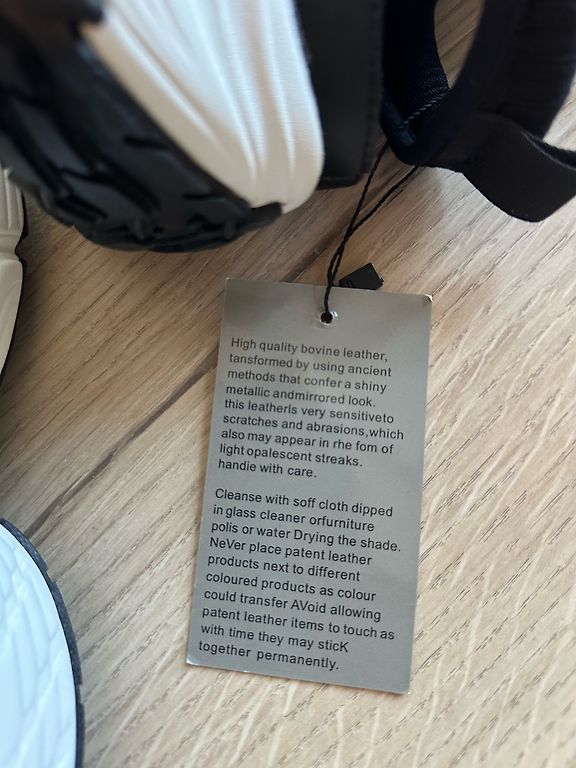 High quality bovine leather,
tansformed by using ancient
methods that confer a shiny
metallic andmirrored look.
this leatherIs very sensitiveto
scratches and abrasions,which
also may appear in rhe fom of
light opalescent streaks.
handie with care.
Cleanse with soff cloth dipped
in glass cleaner orfurniture
polis or water Drying the shade.
NeVer place patent leather
products next to different
coloured products as colour
could transfer AVoid allowing
patent leather items to touch as
with time they may sticK
together permanently.